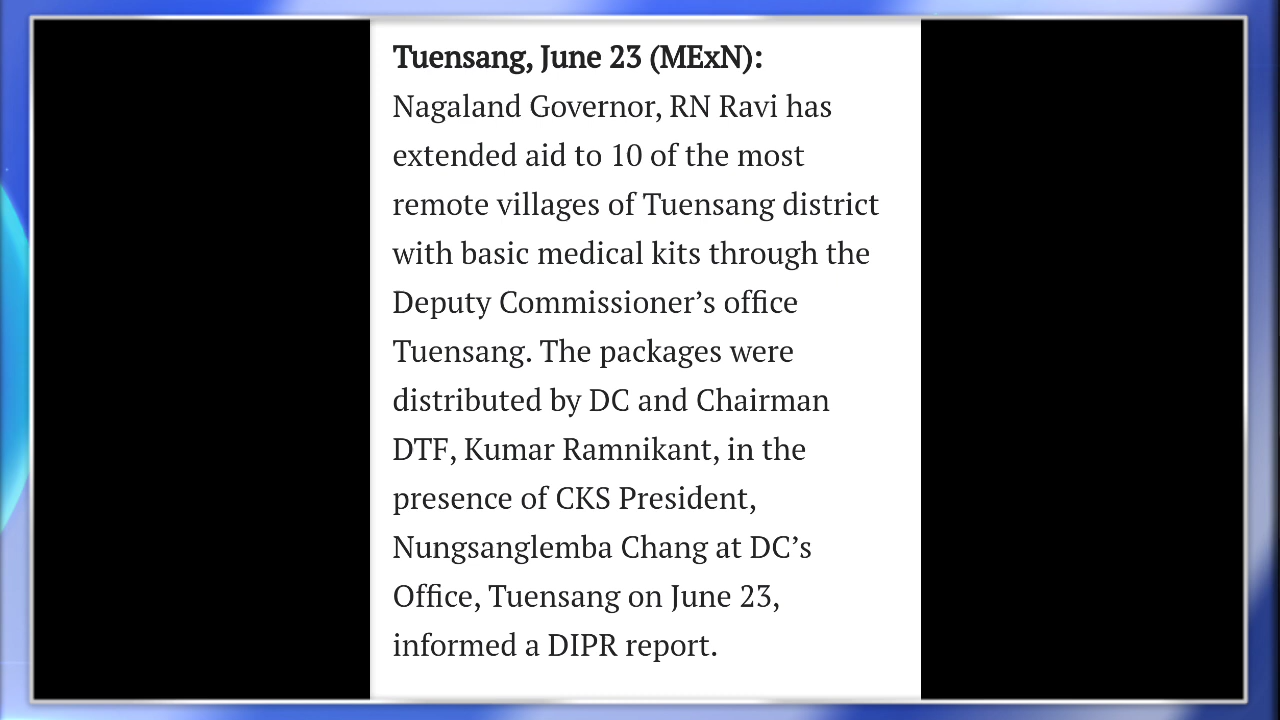 Tuensang, June 23 (MExN):
Nagaland Governor, RN Ravi has
extended aid to 10 of the most
remote villages of Tuensang district
with basic medical kits through the
Deputy Commissioner’s office
Tuensang. The packages were
distributed by DC and Chairman
DTF, Kumar Ramnikant, in the
presence of CKS President,
Nungsanglemba Chang at DC’s
Office, Tuensang on June 23,
informed a DIPR report.